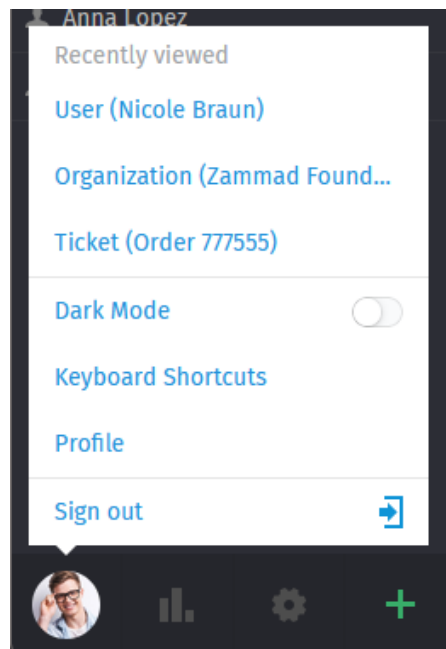 Anna Lopez
Recently viewed
User (Nicole Braun)
Organization (Zammad Found...
Ticket (Order 777555)
Dark Mode
Keyboard Shortcuts
Profile
Sign out